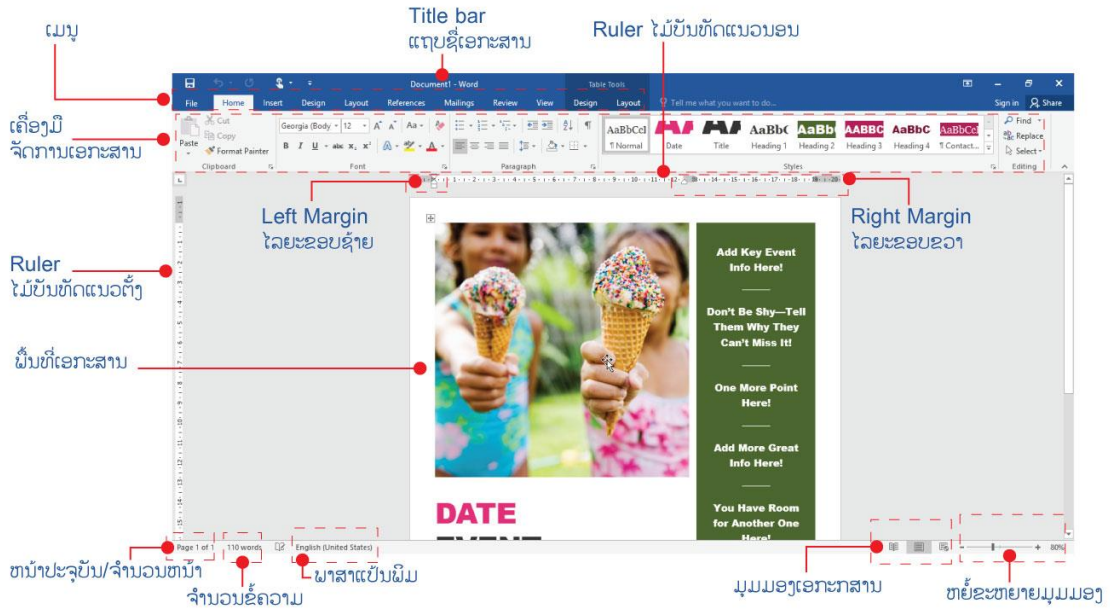 Title bar
ແຖບຊື່ເອກະສານ
ເມນູ
Ruler ໄມ້ບັນທັດແນວນອນ
Document1 - Word
Table Tools
File Home Insert Design Layout References Mailings Review View Design Layout Tell me what you want to do... Sign in Share
ເຄື່ອງມື
ຈັດການເອກະສານ
Paste
Cut
Copy
Format Painter
Georgia (Body 12
AaBbCcI AaBb( AaBb( AABBC AaBbC AaBbCcI
¶ Normal Date Title Heading 1 Heading 2 Heading 3 Heading 4 ¶ Contact...
Find
Replace
Select
Clipboard Font Paragraph Styles Editing
Left Margin
ໄລຍະຂອບຊ້າຍ
Right Margin
ໄລຍະຂອບຂວາ
Ruler
ໄມ້ບັນທັດແນວຕັ້ງ
ພື້ນທີ່ເອກະສານ
Add Key Event
Info Here!
Don't Be Shy—Tell
Them Why They
Can't Miss It!
One More Point
Here!
Add More Great
Info Here!
You Have Room
for Another One
Here!
DATE
EVENT
Page 1 of 1 110 words English (United States) 80%
ຫນ້າປະຈຸບັນ/ຈຳນວນຫນ້າ
ຈຳນວນຂໍ້ຄວາມ
ພາສາແປ້ນພິມ
ມຸມມອງເອກະກສານ
ຫຍໍ້ຂະຫຍາຍມຸມມອງ